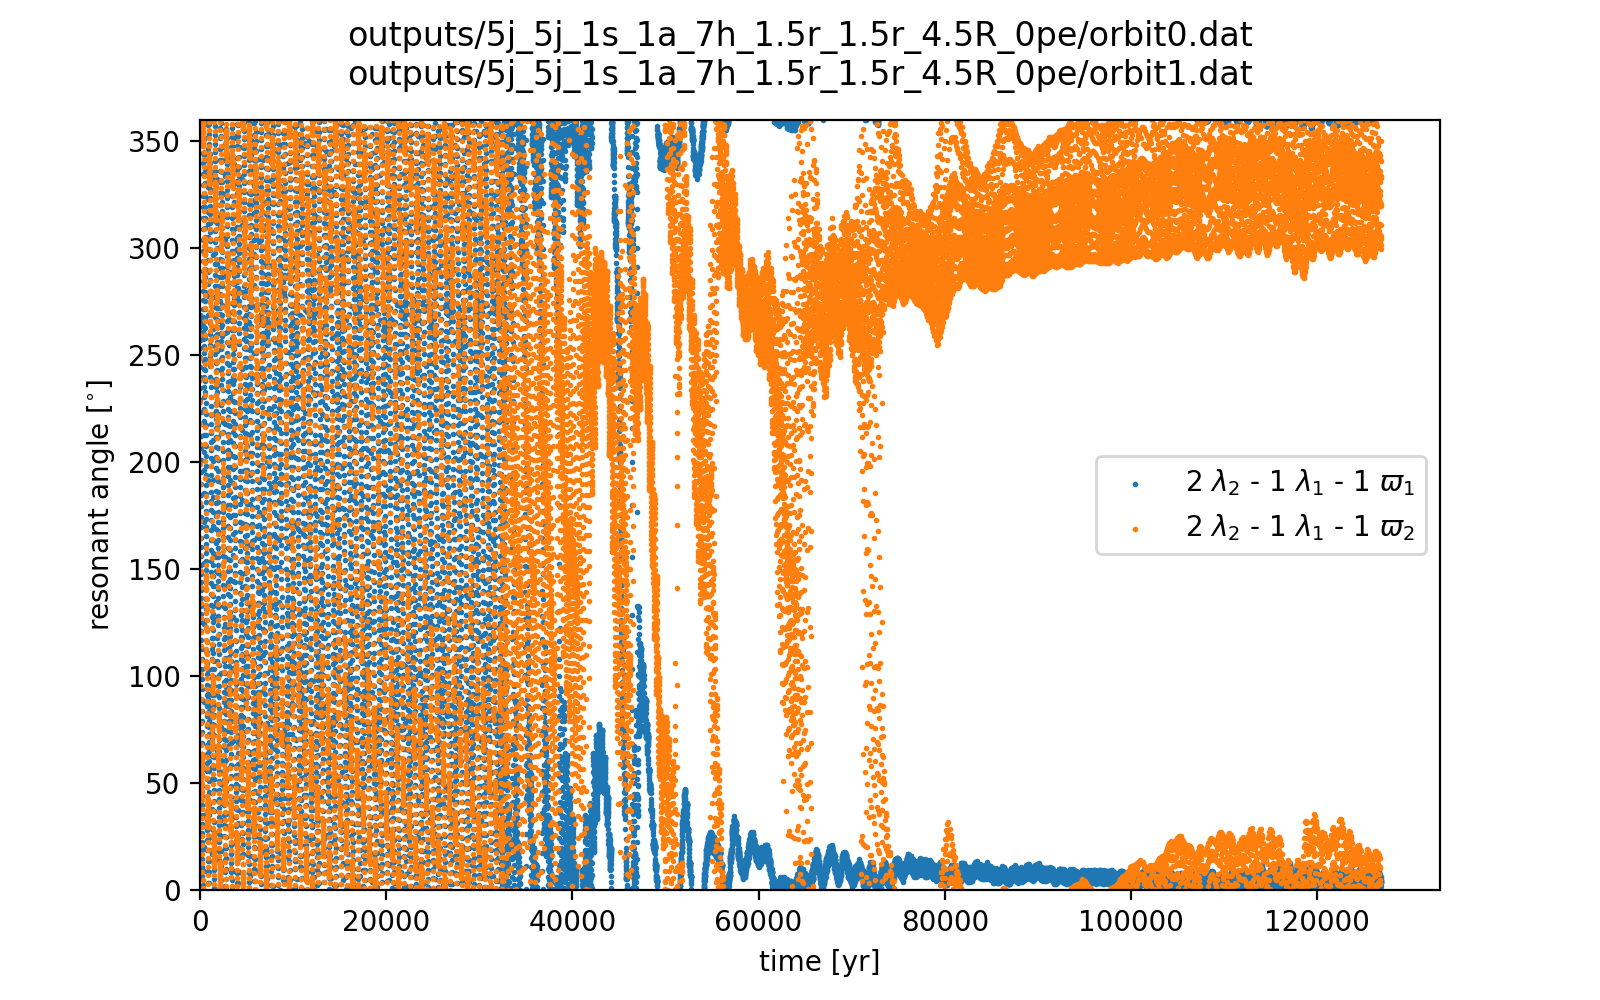 outputs/5j_5j_1s_1a_7h_1.5r_1.5r_4.5R_0pe/orbit0.dat
outputs/5j_5j_1s_1a_7h_1.5r_1.5r_4.5R_0pe/orbit1.dat
350
300
250
200
150
100
50
0
resonant angle [°]
2 λ₂ - 1 λ₁ - 1 ϖ₁
2 λ₂ - 1 λ₁ - 1 ϖ₂
0 20000 40000 60000 80000 100000 120000
time [yr]